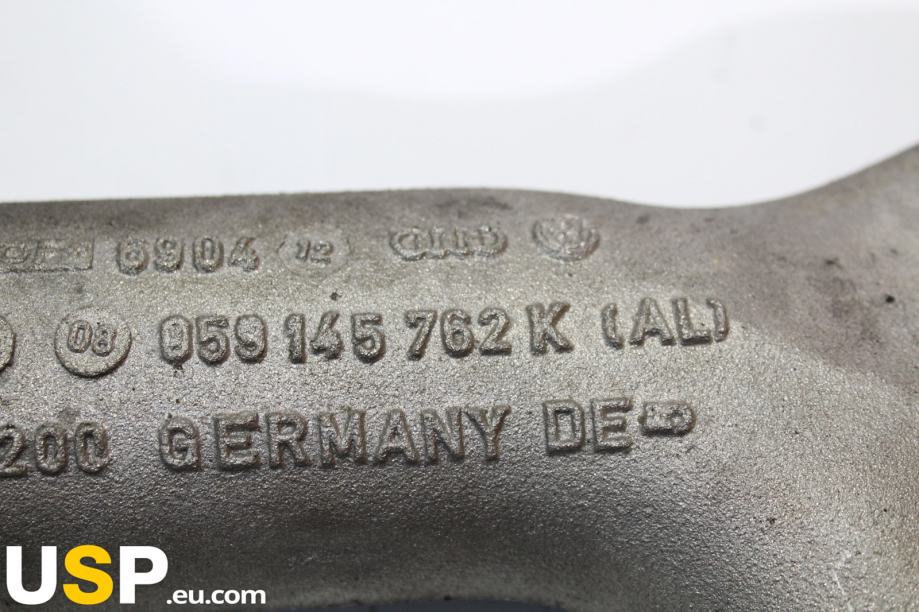 6904 12
08 059 145 762 K (AL)
200 GERMANY DE
USP.eu.com